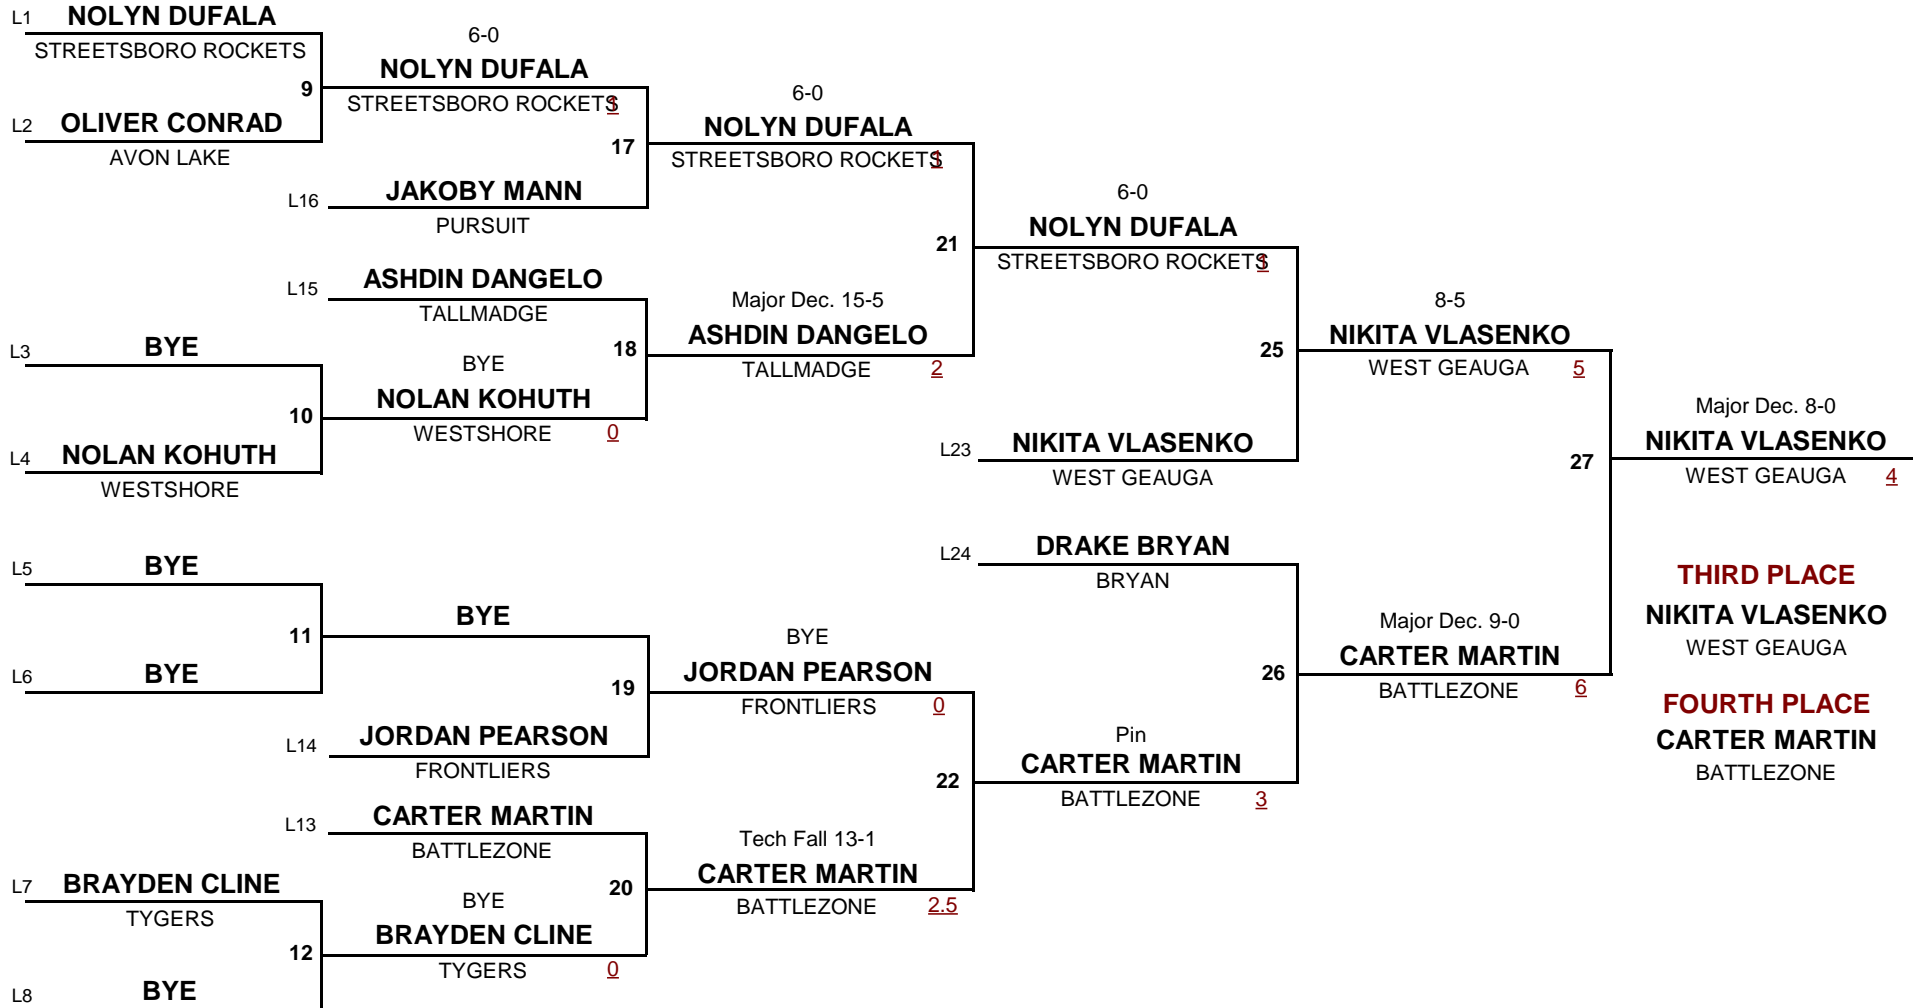 L1 NOLYN DUFALA
STREETSBORO ROCKETS
9
L2 OLIVER CONRAD
AVON LAKE
L3 BYE
10
L4 NOLAN KOHUTH
WESTSHORE
L5 BYE
11
L6 BYE
L7 BRAYDEN CLINE
TYGERS
12
L8 BYE
6-0
NOLYN DUFALA
STREETSBORO ROCKETS 1
17
L16 JAKOBY MANN
PURSUIT
L15 ASHDIN DANGELO
TALLMADGE
18
BYE
NOLAN KOHUTH
WESTSHORE 0
BYE
19
L14 JORDAN PEARSON
FRONTLIERS
L13 CARTER MARTIN
BATTLEZONE
20
BYE
BRAYDEN CLINE
TYGERS 0
6-0
NOLYN DUFALA
STREETSBORO ROCKETS 1
21
Major Dec. 15-5
ASHDIN DANGELO
TALLMADGE 2
BYE
JORDAN PEARSON
FRONTLIERS 0
22
Tech Fall 13-1
CARTER MARTIN
BATTLEZONE 2.5
6-0
NOLYN DUFALA
STREETSBORO ROCKETS 1
25
L23 NIKITA VLASENKO
WEST GEAUGA
L24 DRAKE BRYAN
BRYAN
26
Pin
CARTER MARTIN
BATTLEZONE 3
8-5
NIKITA VLASENKO
WEST GEAUGA 5
27
Major Dec. 9-0
CARTER MARTIN
BATTLEZONE 6
Major Dec. 8-0
NIKITA VLASENKO
WEST GEAUGA 4
THIRD PLACE
NIKITA VLASENKO
WEST GEAUGA
FOURTH PLACE
CARTER MARTIN
BATTLEZONE